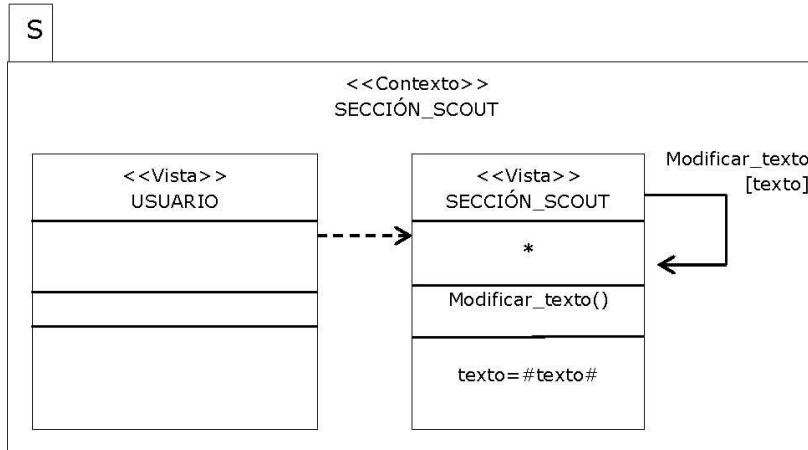 S
<<Contexto>>
SECCIÓN_SCOUT
<<Vista>>
USUARIO
<<Vista>>
SECCIÓN_SCOUT
*
Modificar_texto()
texto=#texto#
Modificar_texto
[texto]